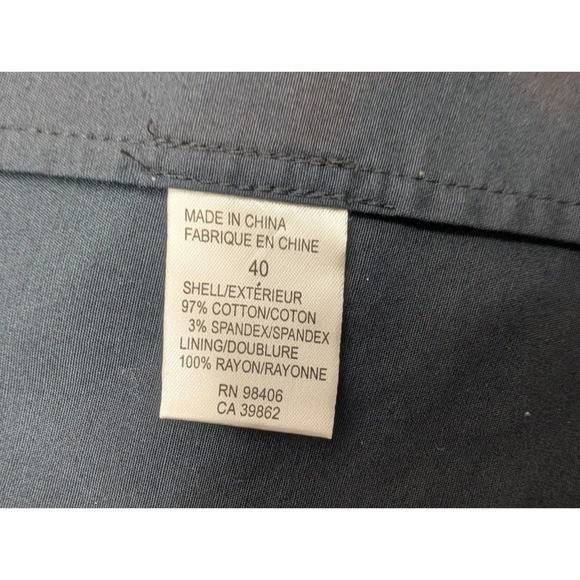 MADE IN CHINA
FABRIQUE EN CHINE
40
SHELL/EXTÉRIEUR
97% COTTON/COTON
3% SPANDEX/SPANDEX
LINING/DOUBLURE
100% RAYON/RAYONNE
RN 98406
CA 39862